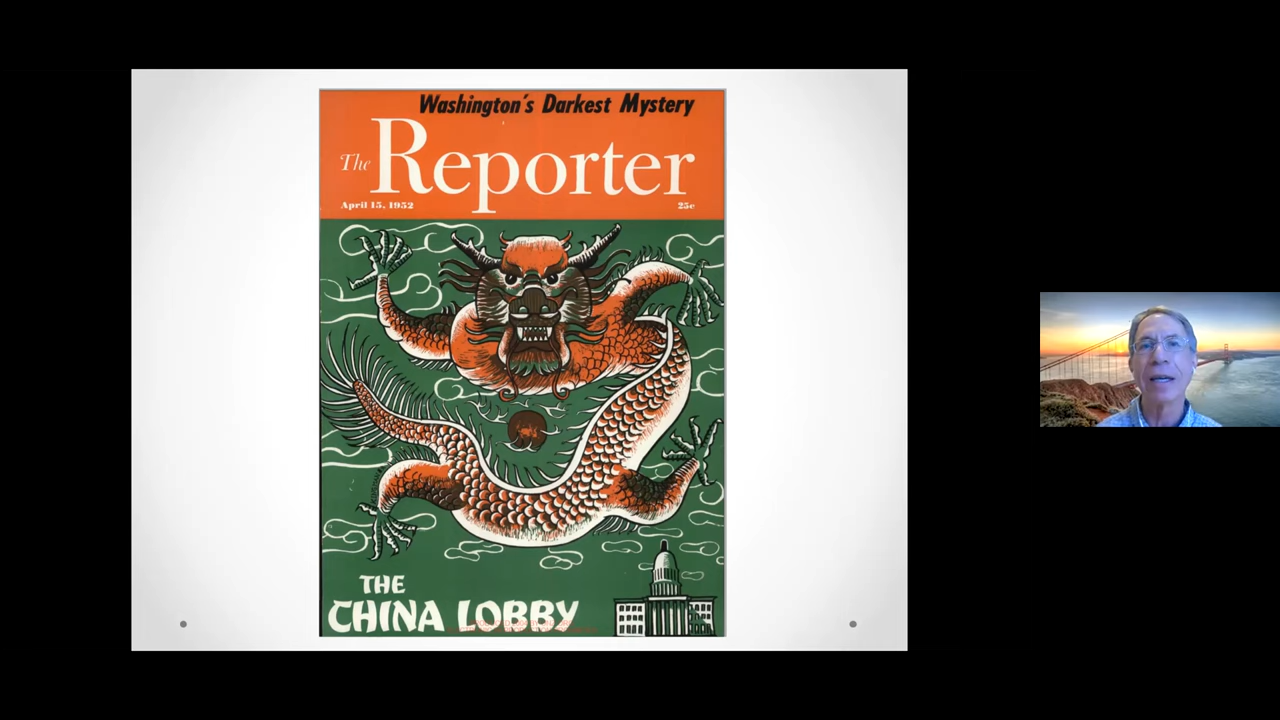 Washington's Darkest Mystery
The Reporter
April 15, 1952
25c
THE
CHINA LOBBY